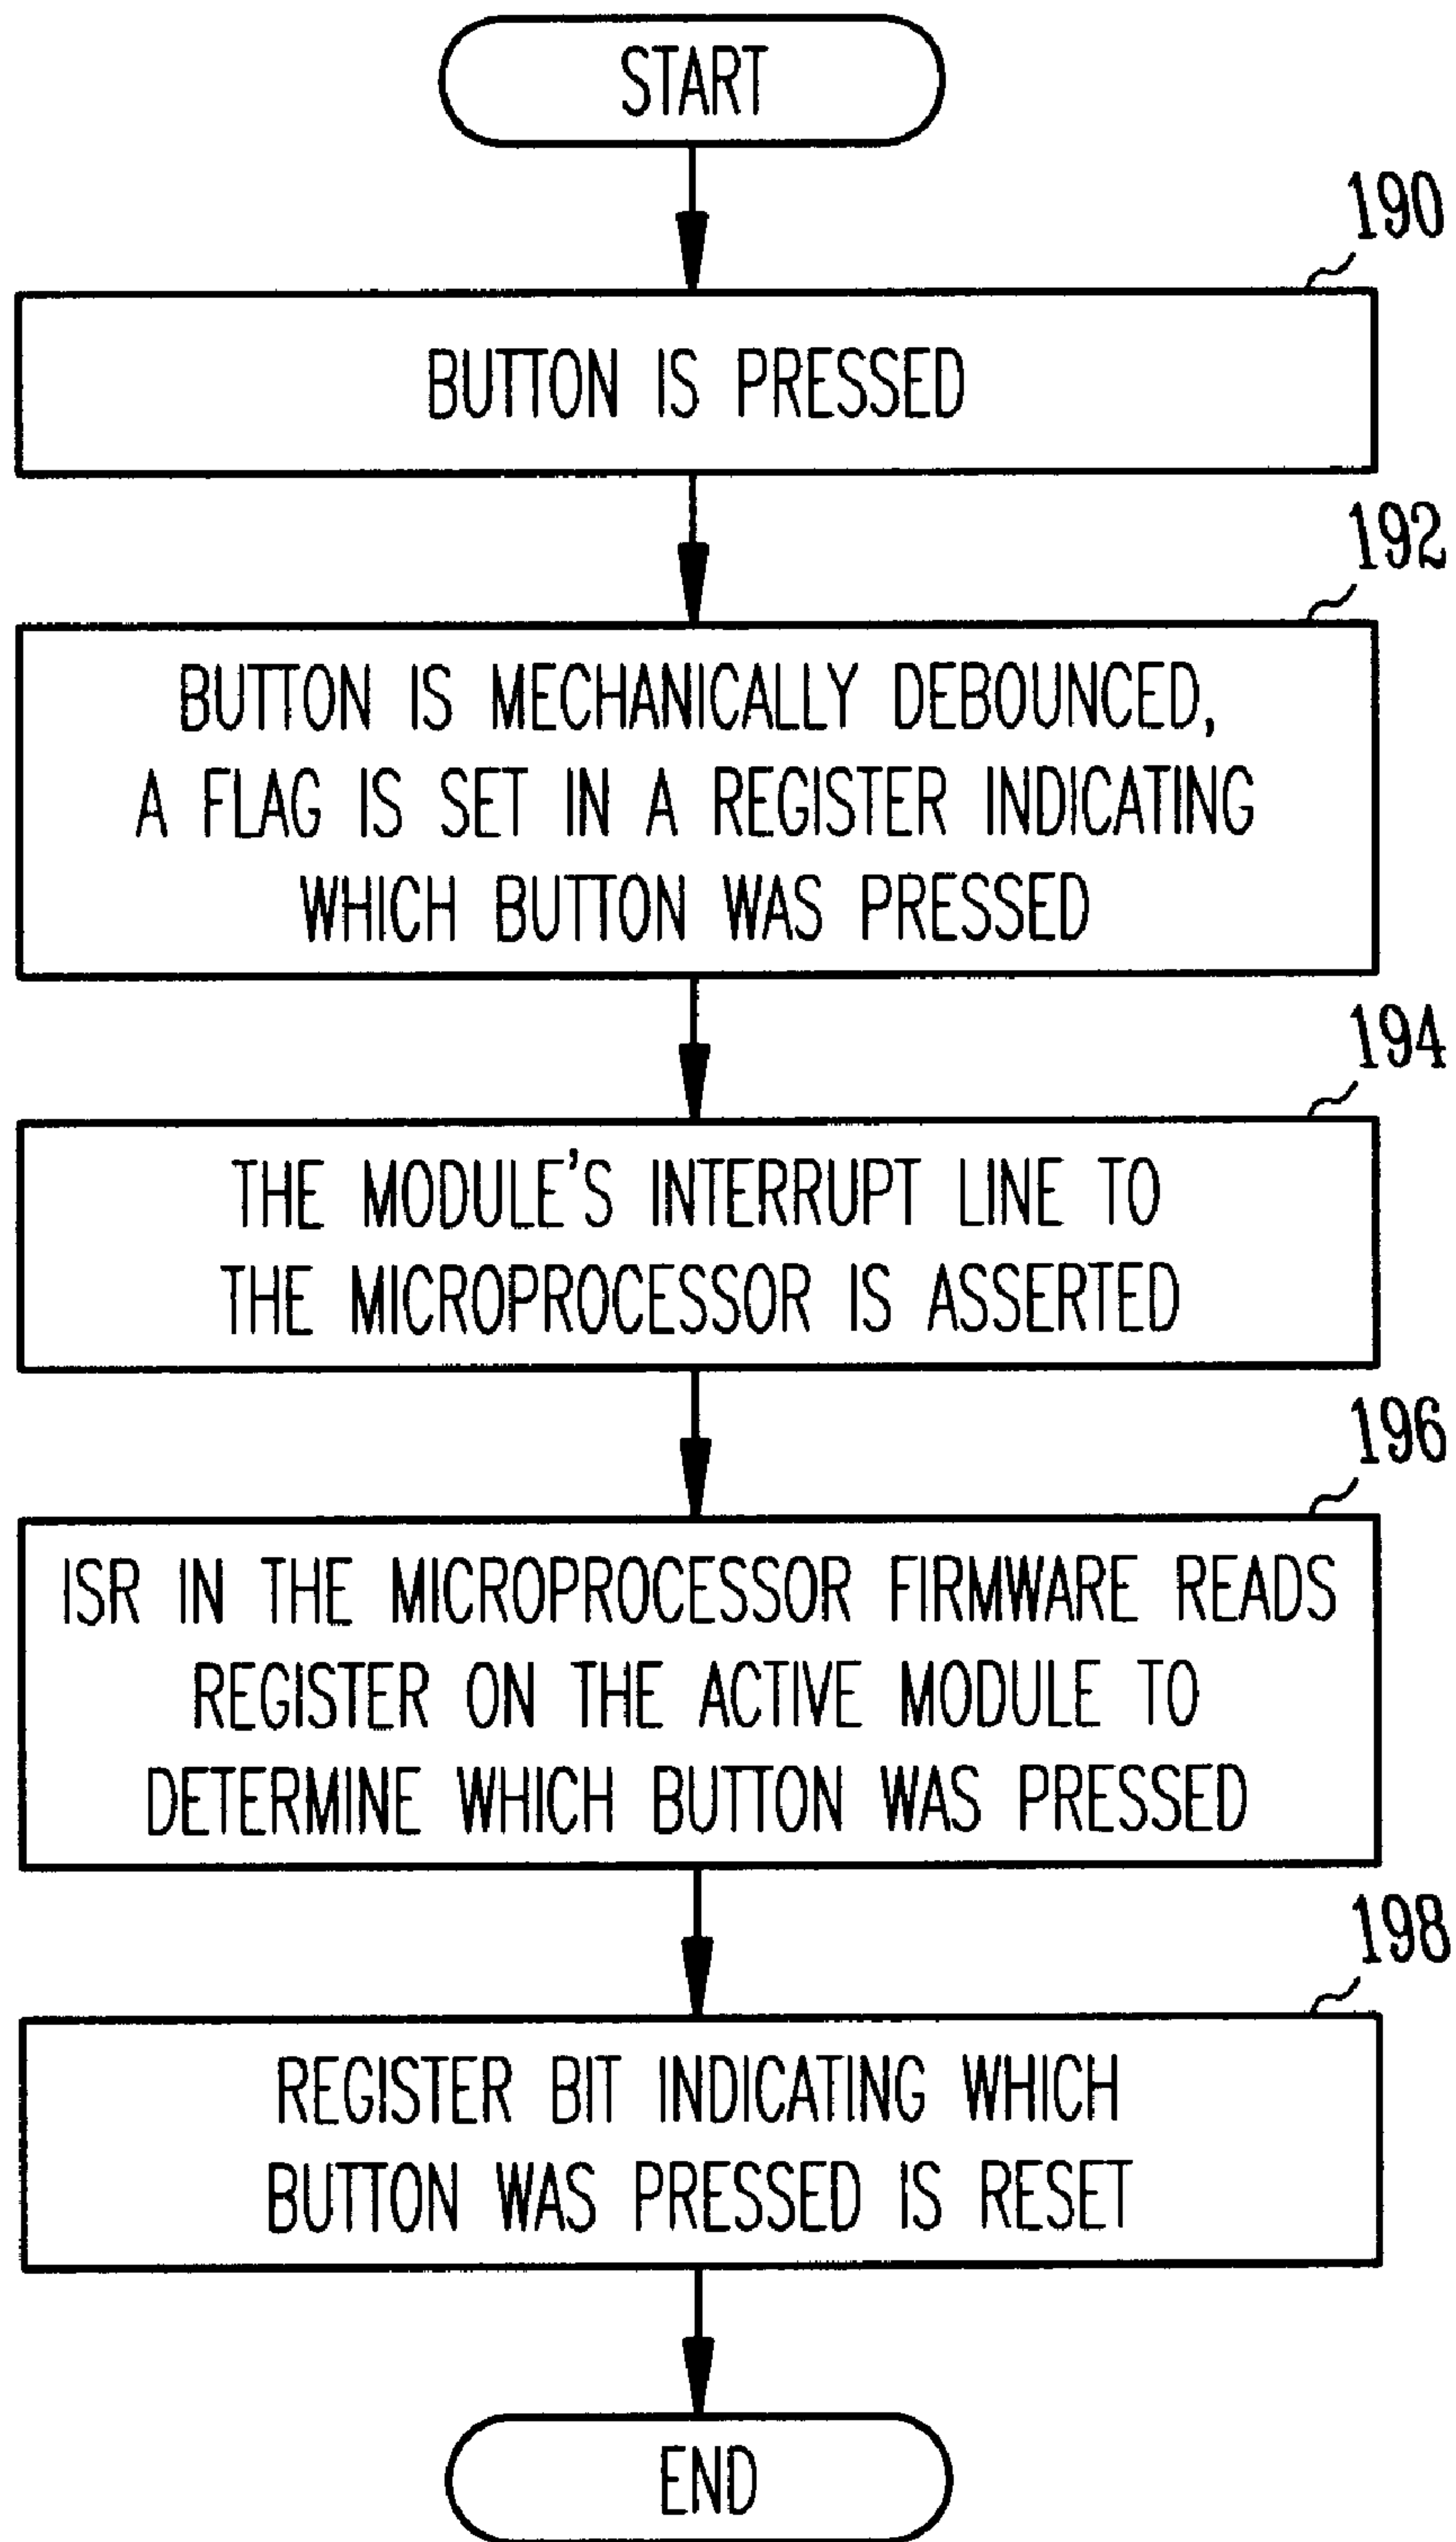 START
190
BUTTON IS PRESSED
192
BUTTON IS MECHANICALLY DEBOUNCED,
A FLAG IS SET IN A REGISTER INDICATING
WHICH BUTTON WAS PRESSED
194
THE MODULE'S INTERRUPT LINE TO
THE MICROPROCESSOR IS ASSERTED
196
ISR IN THE MICROPROCESSOR FIRMWARE READS
REGISTER ON THE ACTIVE MODULE TO
DETERMINE WHICH BUTTON WAS PRESSED
198
REGISTER BIT INDICATING WHICH
BUTTON WAS PRESSED IS RESET
END